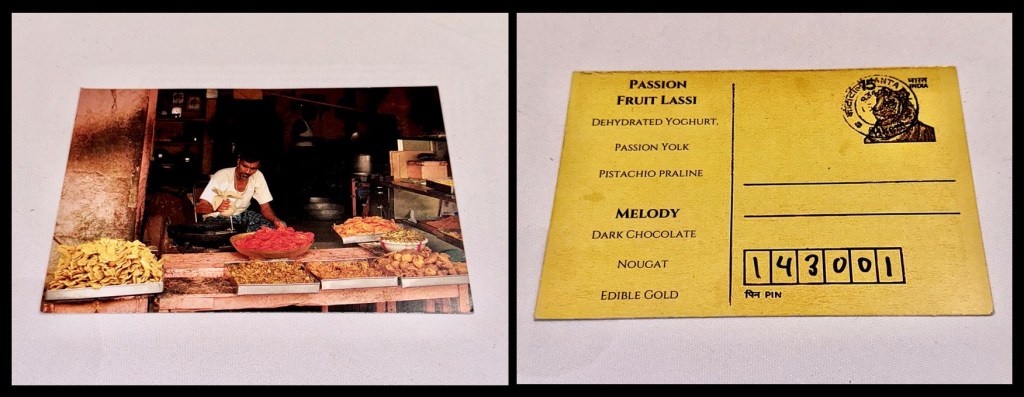 PASSION
FRUIT LASSI
DEHYDRATED YOGHURT,
PASSION YOLK
PISTACHIO PRALINE
MELODY
DARK CHOCOLATE
NOUGAT
EDIBLE GOLD
भारत
INDIA
143001
पिन PIN